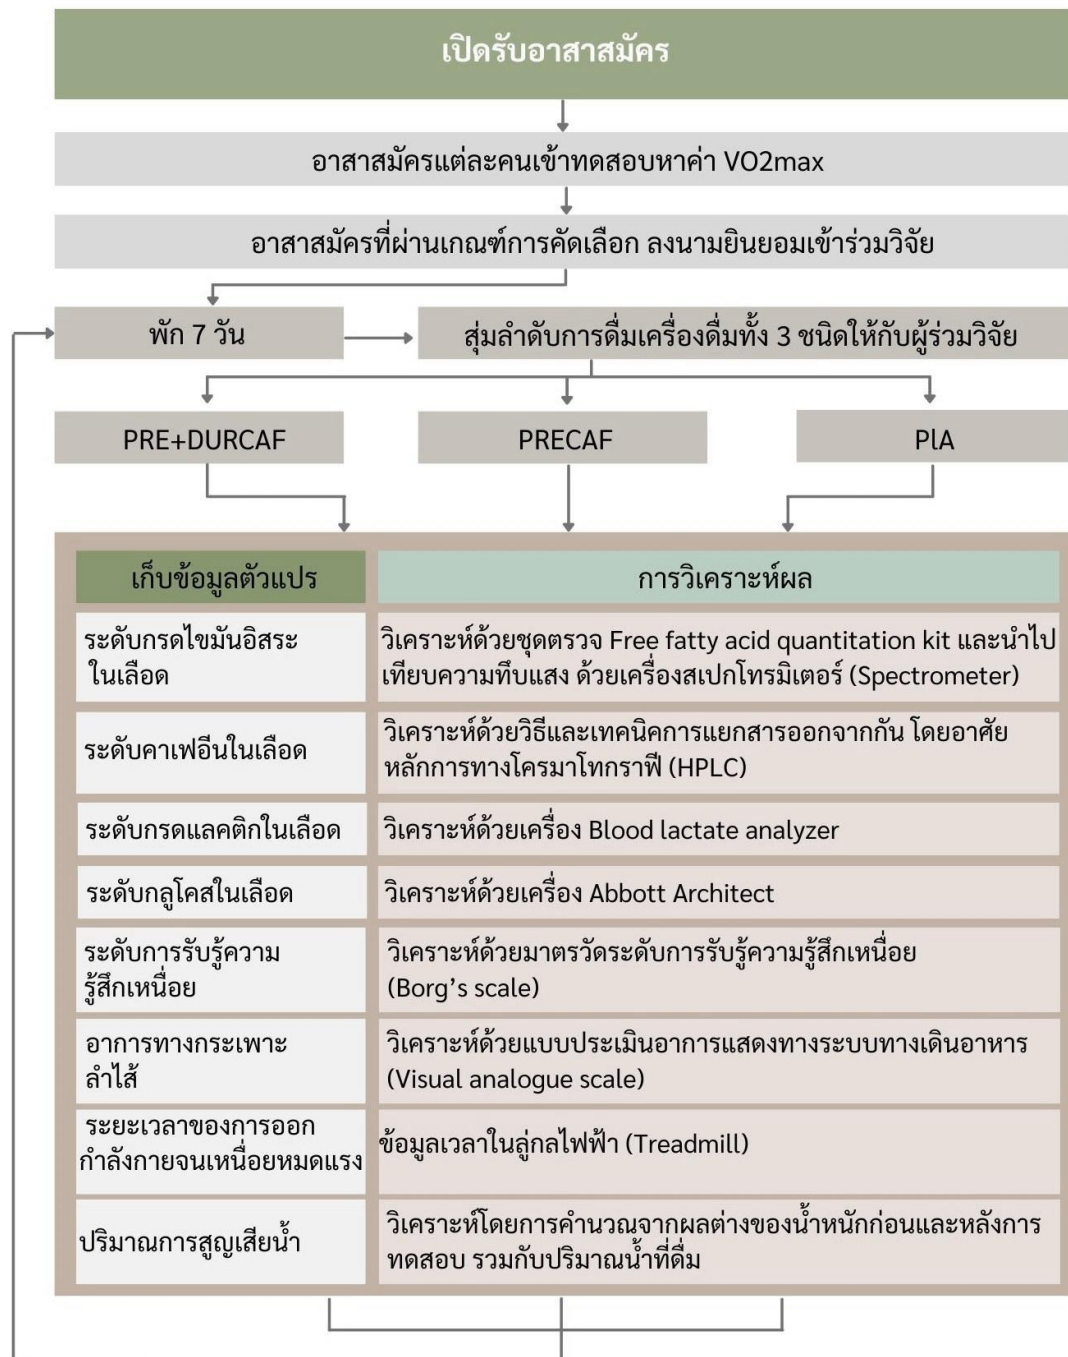 เปิดรับอาสาสมัคร
อาสาสมัครแต่ละคนเข้าทดสอบหาค่า VO2max
อาสาสมัครที่ผ่านเกณฑ์การคัดเลือก ลงนามยินยอมเข้าร่วมวิจัย
พัก 7 วัน
สุ่มลำดับการดื่มเครื่องดื่มทั้ง 3 ชนิดให้กับผู้ร่วมวิจัย
PRE+DURCAF
PRECAF
PlA
เก็บข้อมูลตัวแปร
การวิเคราะห์ผล
ระดับกรดไขมันอิสระ
ในเลือด
วิเคราะห์ด้วยชุดตรวจ Free fatty acid quantitation kit และนำไป
เทียบความทึบแสง ด้วยเครื่องสเปกโทรมิเตอร์ (Spectrometer)
ระดับคาเฟอีนในเลือด
วิเคราะห์ด้วยวิธีและเทคนิคการแยกสารออกจากกัน โดยอาศัย
หลักการทางโครมาโทกราฟี (HPLC)
ระดับกรดแลคติกในเลือด
วิเคราะห์ด้วยเครื่อง Blood lactate analyzer
ระดับกลูโคสในเลือด
วิเคราะห์ด้วยเครื่อง Abbott Architect
ระดับการรับรู้ความ
รู้สึกเหนื่อย
วิเคราะห์ด้วยมาตรวัดระดับการรับรู้ความรู้สึกเหนื่อย
(Borg’s scale)
อาการทางกระเพาะ
ลำไส้
วิเคราะห์ด้วยแบบประเมินอาการแสดงทางระบบทางเดินอาหาร
(Visual analogue scale)
ระยะเวลาของการออก
กำลังกายจนเหนื่อยหมดแรง
ข้อมูลเวลาในลู่กลไฟฟ้า (Treadmill)
ปริมาณการสูญเสียน้ำ
วิเคราะห์โดยการคำนวณจากผลต่างของน้ำหนักก่อนและหลังการ
ทดสอบ รวมกับปริมาณน้ำที่ดื่ม